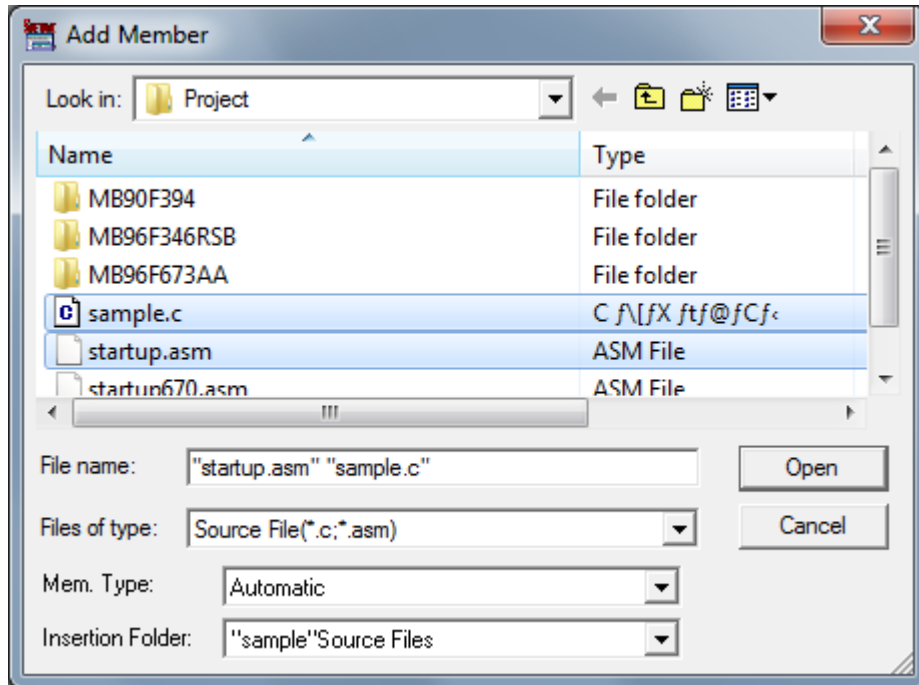 Add Member
Look in: Project
Name Type
MB90F394 File folder
MB96F346RSB File folder
MB96F673AA File folder
sample.c C ƒ\[ƒX ƒtƒ@ƒCƒ‹
startup.asm ASM File
startup670.asm ASM File
File name: "startup.asm" "sample.c" Open
Files of type: Source File(*.c;*.asm) Cancel
Mem. Type: Automatic
Insertion Folder: "sample"Source Files